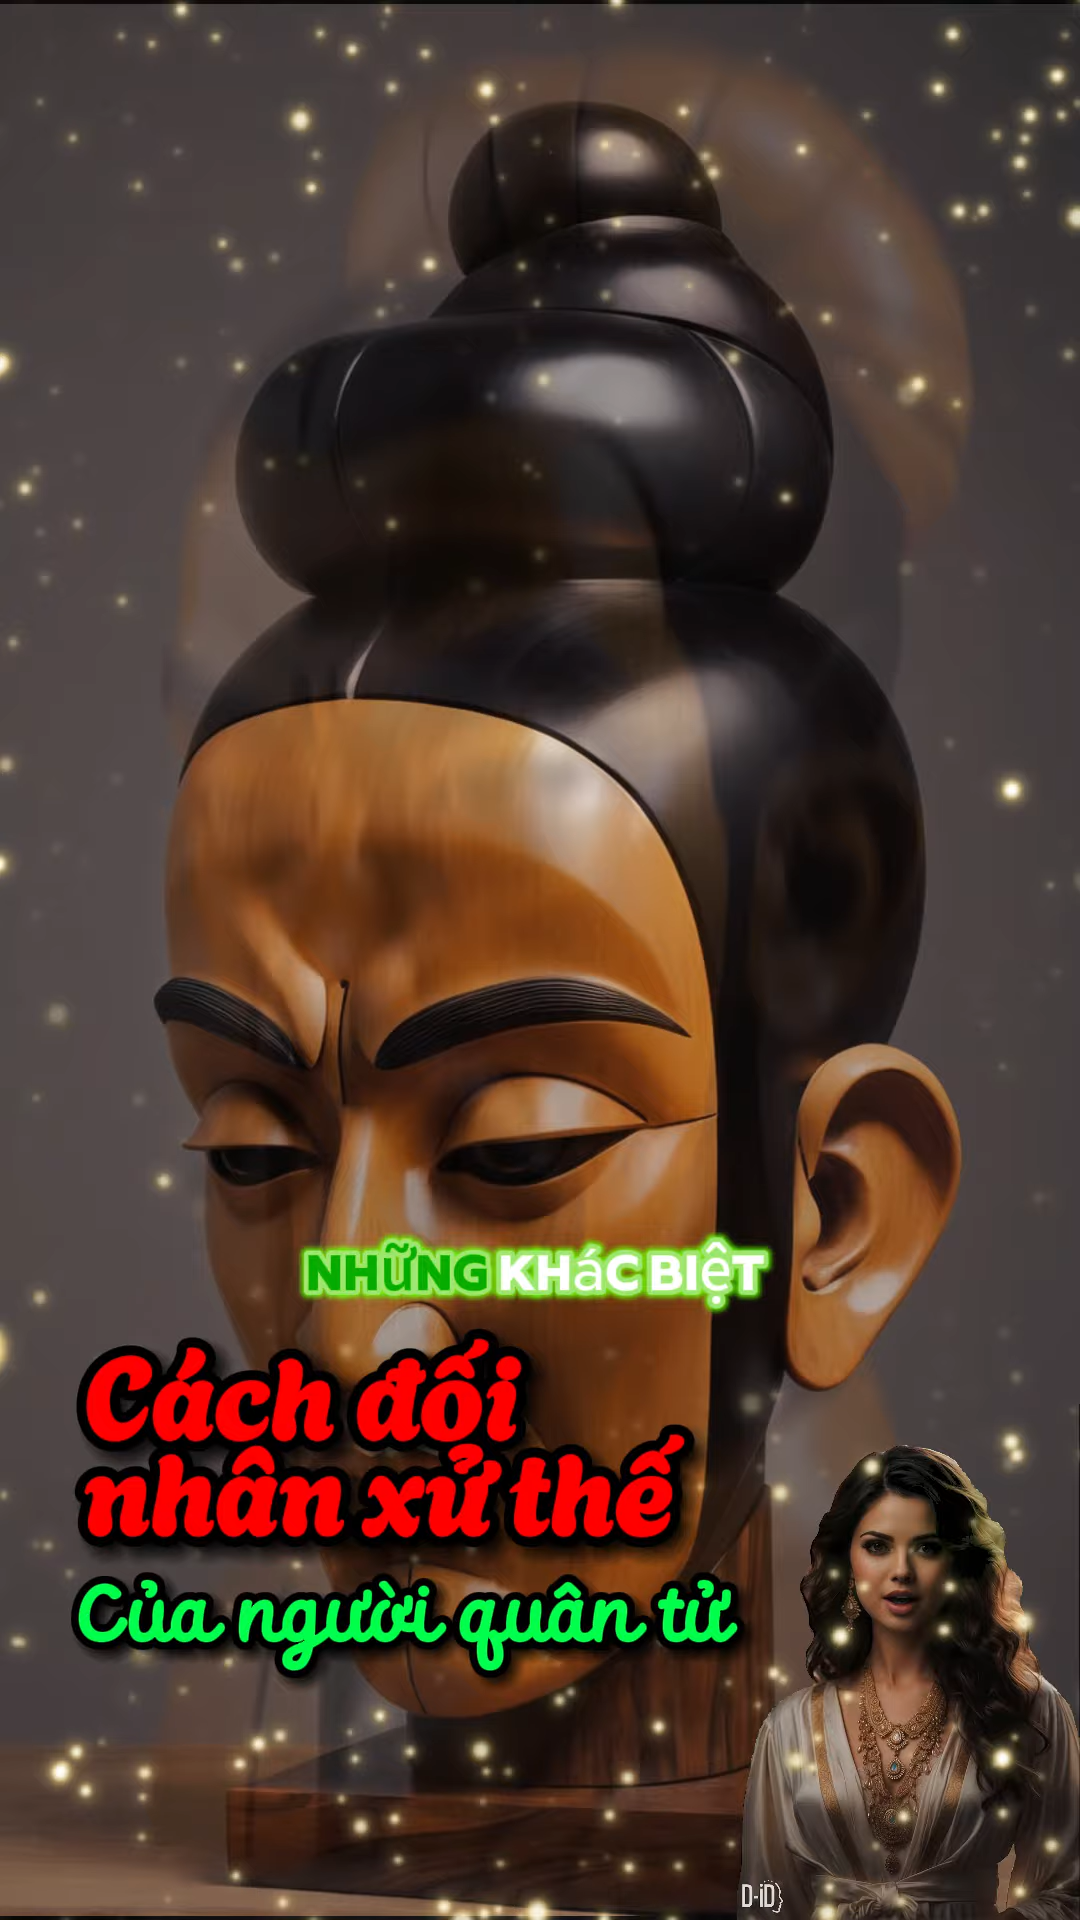 NHỮNG KHáC BIệT
Cách đối
nhân xử thế
Của người quân tử
D-iD